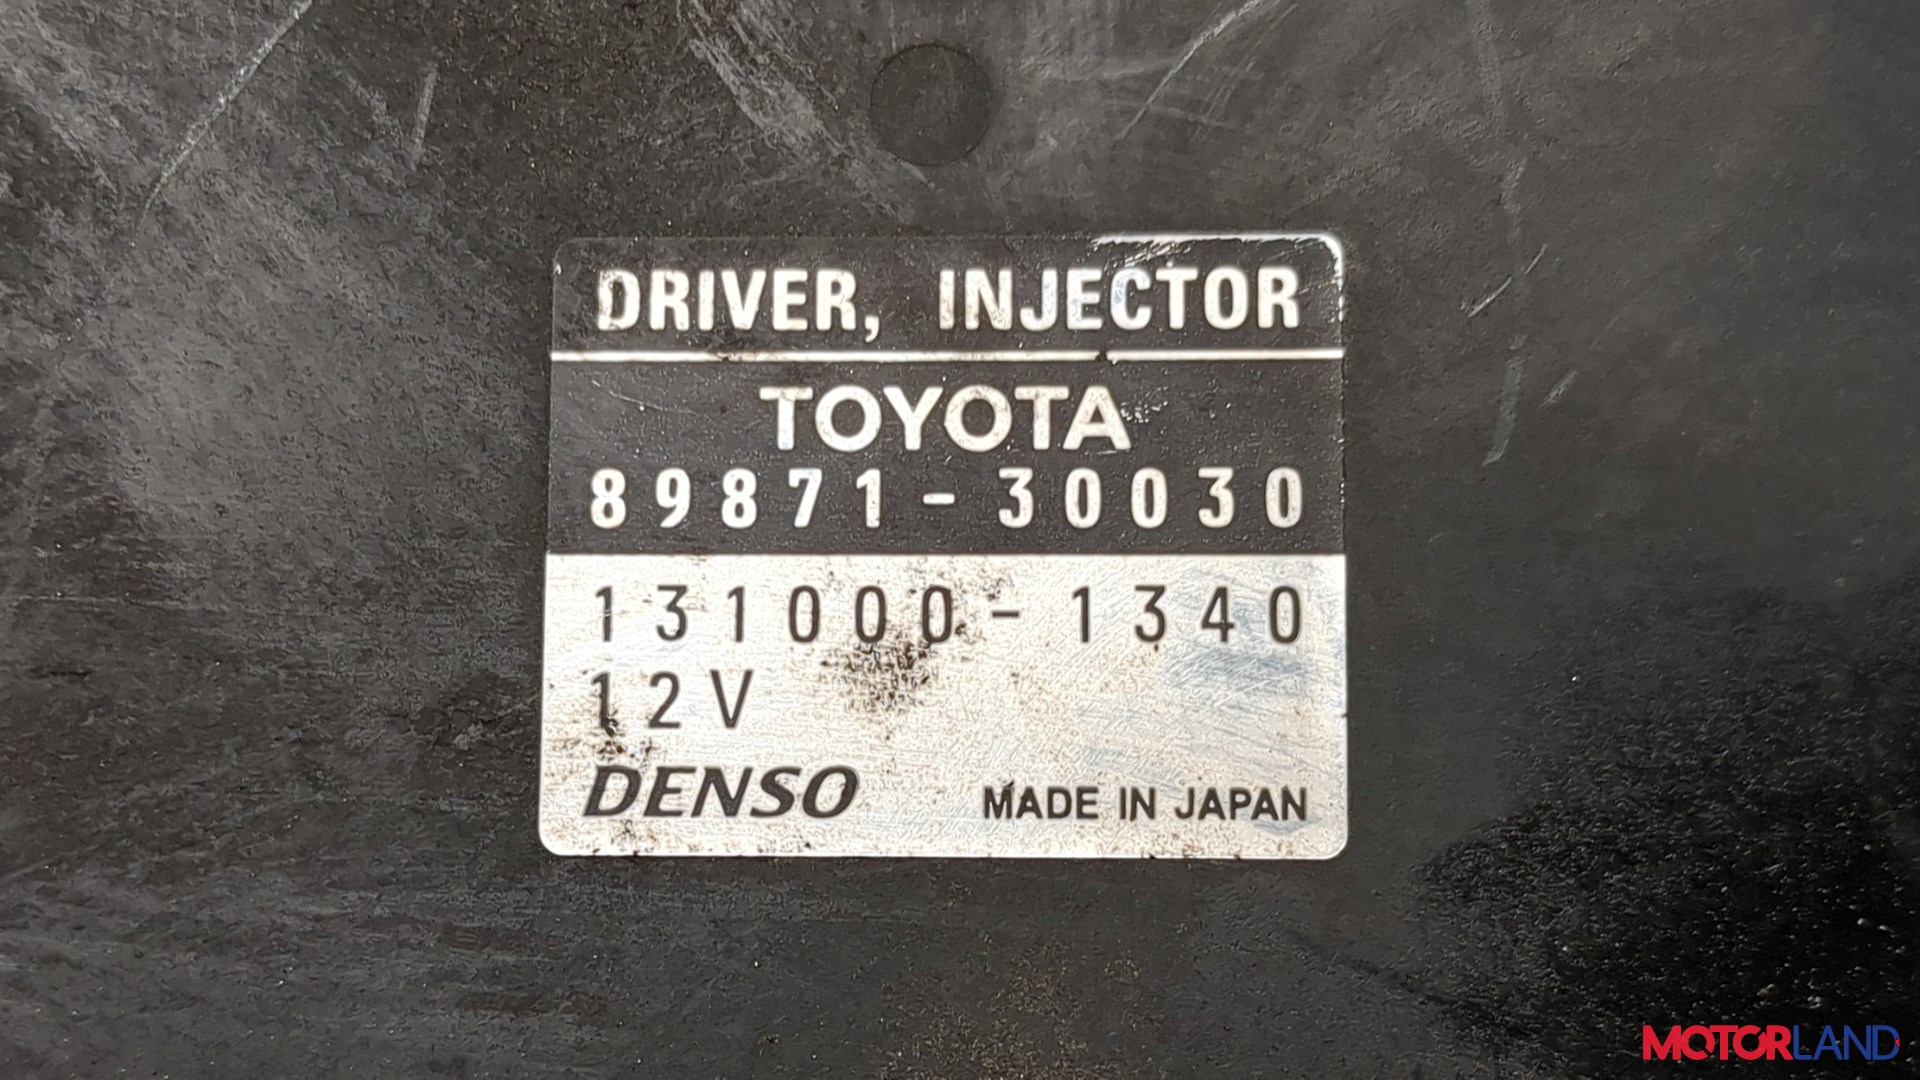 DRIVER, INJECTOR
TOYOTA
89871-30030
131000-1340
12V
DENSO MADE IN JAPAN
MOTORLAND